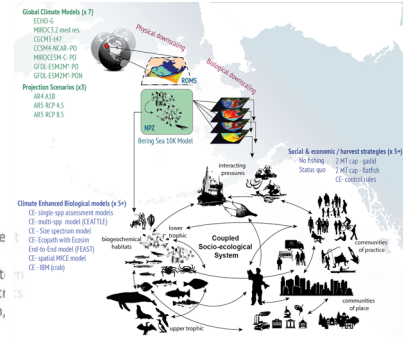 Global Climate Models (x 7)
ECHO-G
MIROC3.2 med res.
CGCM3-t47
CCSM4-NCAR- PO
MIROCESM-C- PO
GFDL-ESM2M* PO
GFDL-ESM2M* PON
Projection Scenarios (x3)
AR4 A1B
AR5 RCP 4.5
AR5 RCP 8.5
Physical downscaling
Biological downscaling
ROMS
NPZ
Bering Sea 10K Model
Social & economic / harvest strategies (x 5+)
No fishing
Status quo
2 MT cap - gadid
2 MT cap - flatfish
CE- control rules
Climate Enhanced Biological models (x 5+)
CE- single spp assessment models
CE- multi-spp model (CEATTLE)
CE - Size spectrum model
CE- Ecopath with Ecosim
End-to-End model (FEAST)
CE- spatial MICE model
CE - IBM (crab)
interacting
pressures
lower
trophic
biogeochemical
habitats
Coupled
Socio-ecological
System
communities
of practice
communities
of place
upper trophic